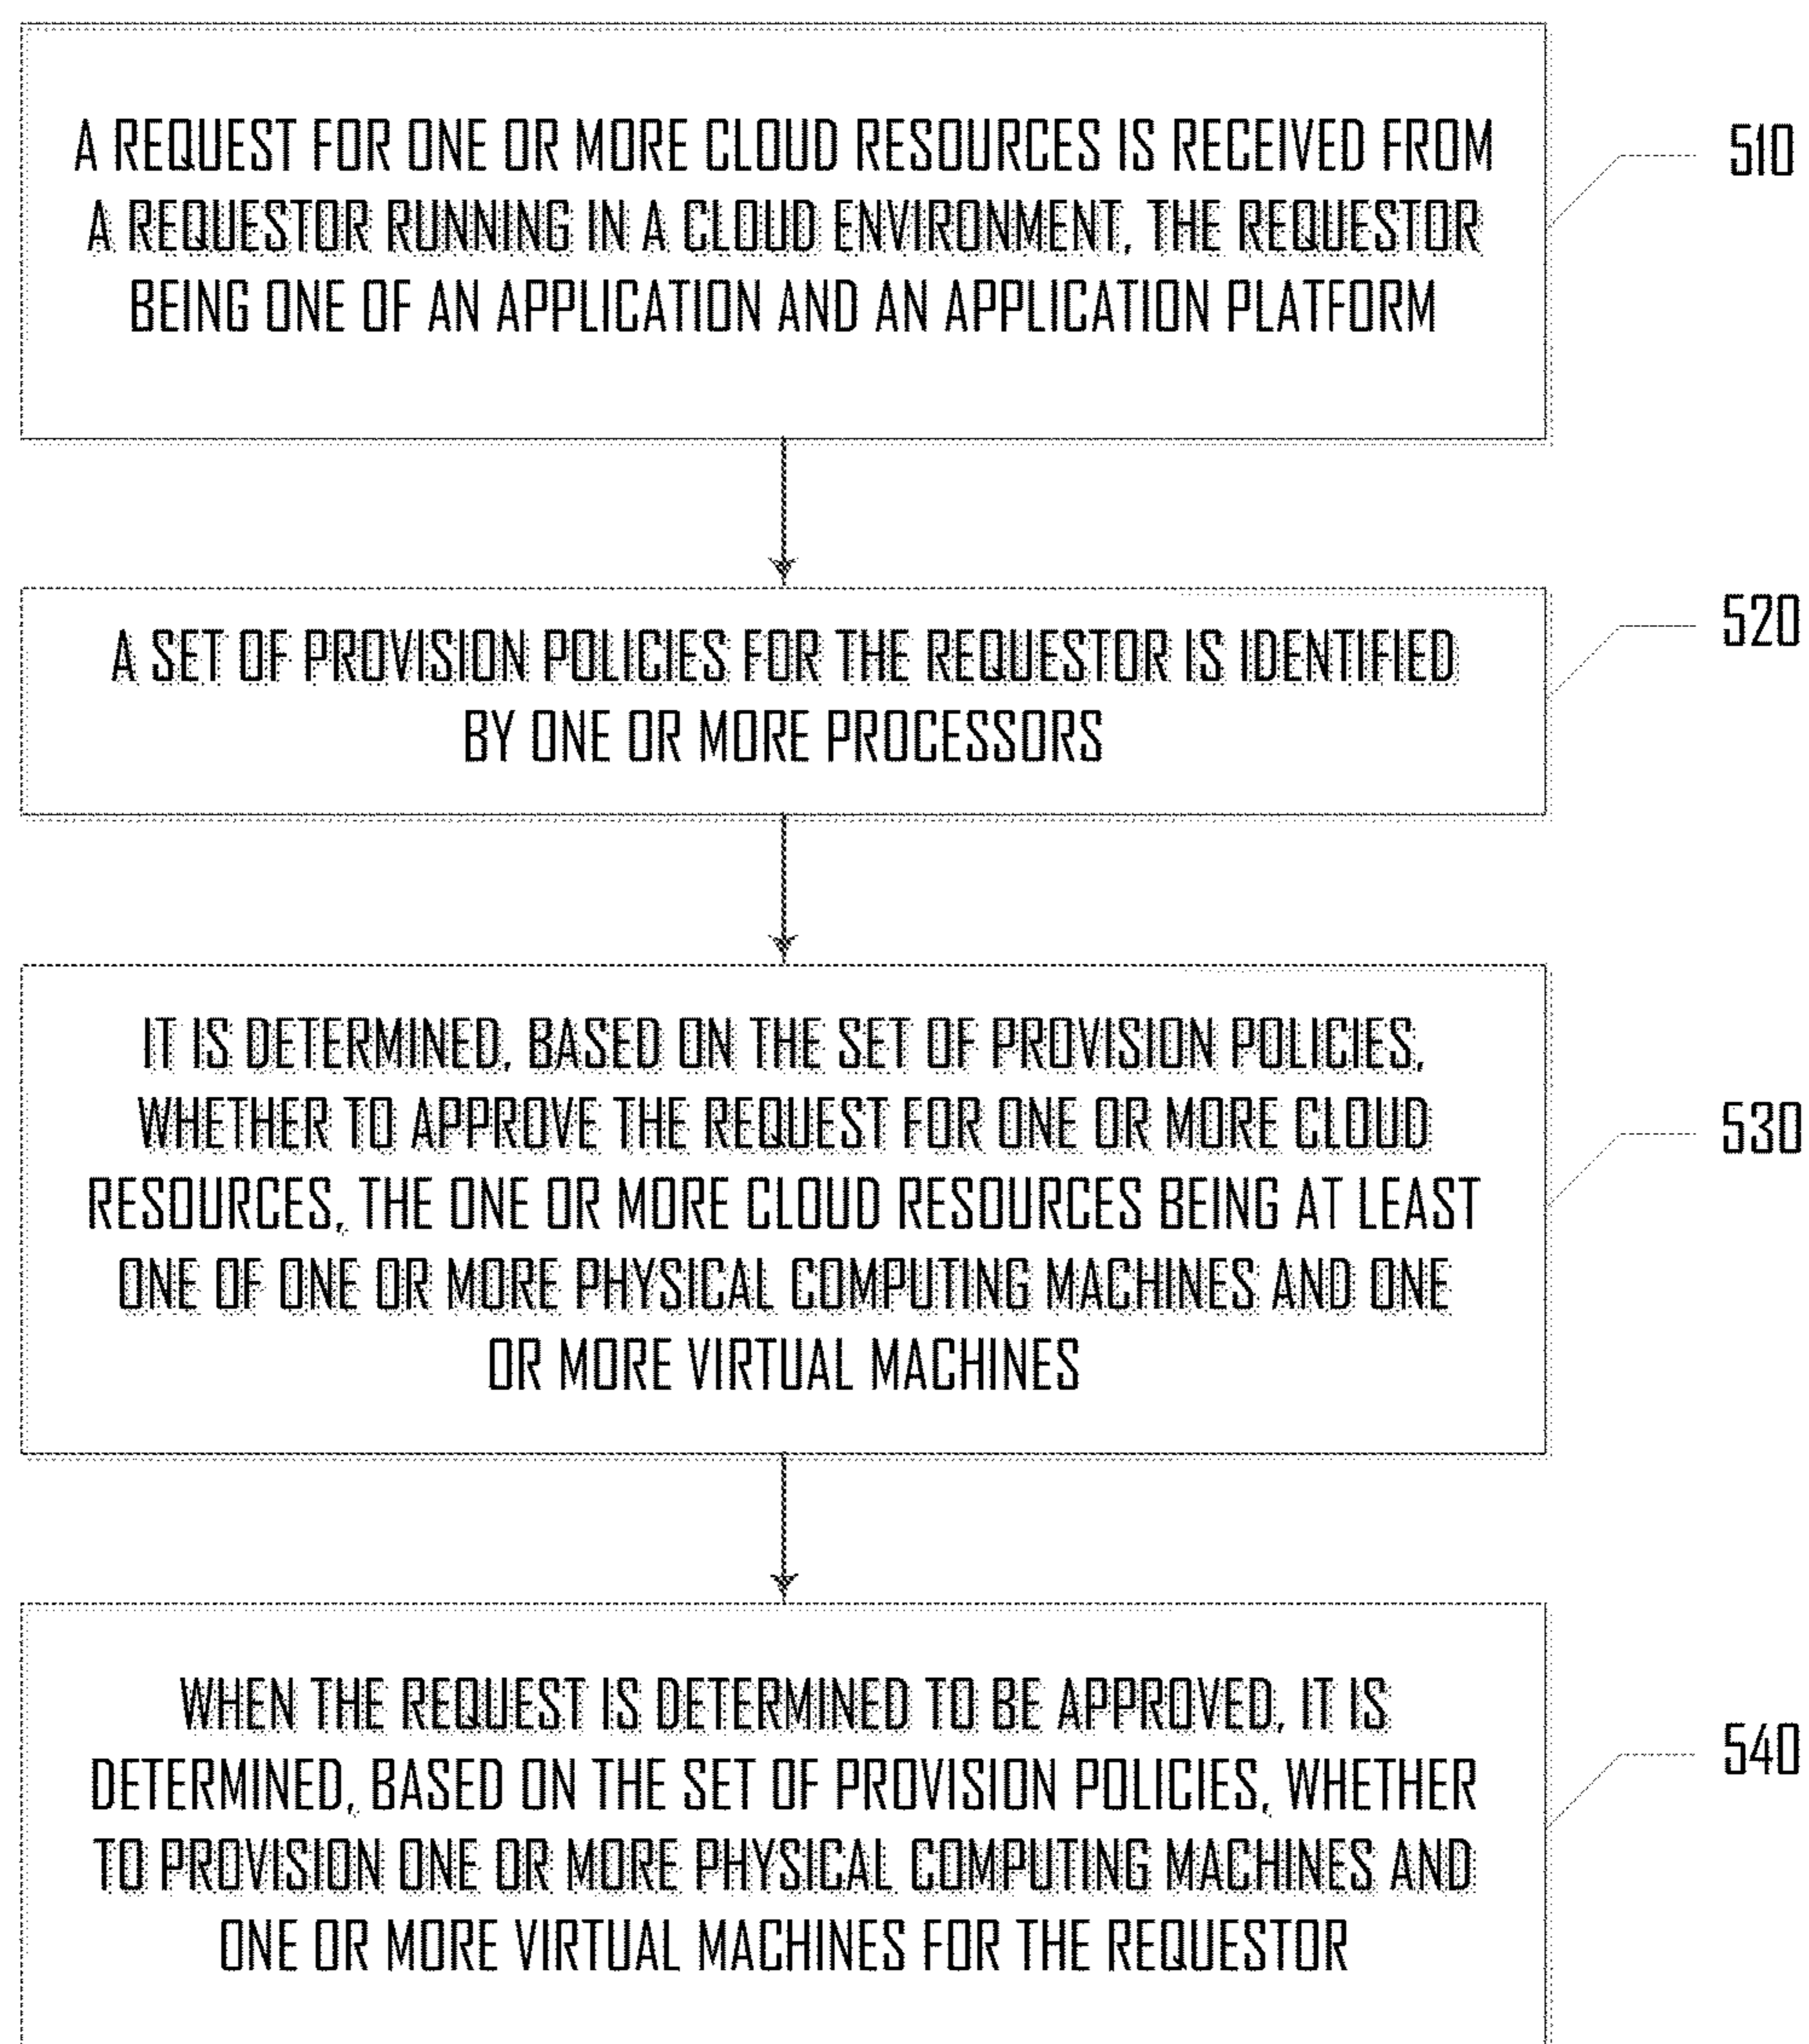 A REQUEST FOR ONE OR MORE CLOUD RESOURCES IS RECEIVED FROM
A REQUESTOR RUNNING IN A CLOUD ENVIRONMENT, THE REQUESTOR
BEING ONE OF AN APPLICATION AND AN APPLICATION PLATFORM
510
A SET OF PROVISION POLICIES FOR THE REQUESTOR IS IDENTIFIED
BY ONE OR MORE PROCESSORS
520
IT IS DETERMINED, BASED ON THE SET OF PROVISION POLICIES,
WHETHER TO APPROVE THE REQUEST FOR ONE OR MORE CLOUD
RESOURCES, THE ONE OR MORE CLOUD RESOURCES BEING AT LEAST
ONE OF ONE OR MORE PHYSICAL COMPUTING MACHINES AND ONE
OR MORE VIRTUAL MACHINES
530
WHEN THE REQUEST IS DETERMINED TO BE APPROVED, IT IS
DETERMINED, BASED ON THE SET OF PROVISION POLICIES, WHETHER
TO PROVISION ONE OR MORE PHYSICAL COMPUTING MACHINES AND
ONE OR MORE VIRTUAL MACHINES FOR THE REQUESTOR
540